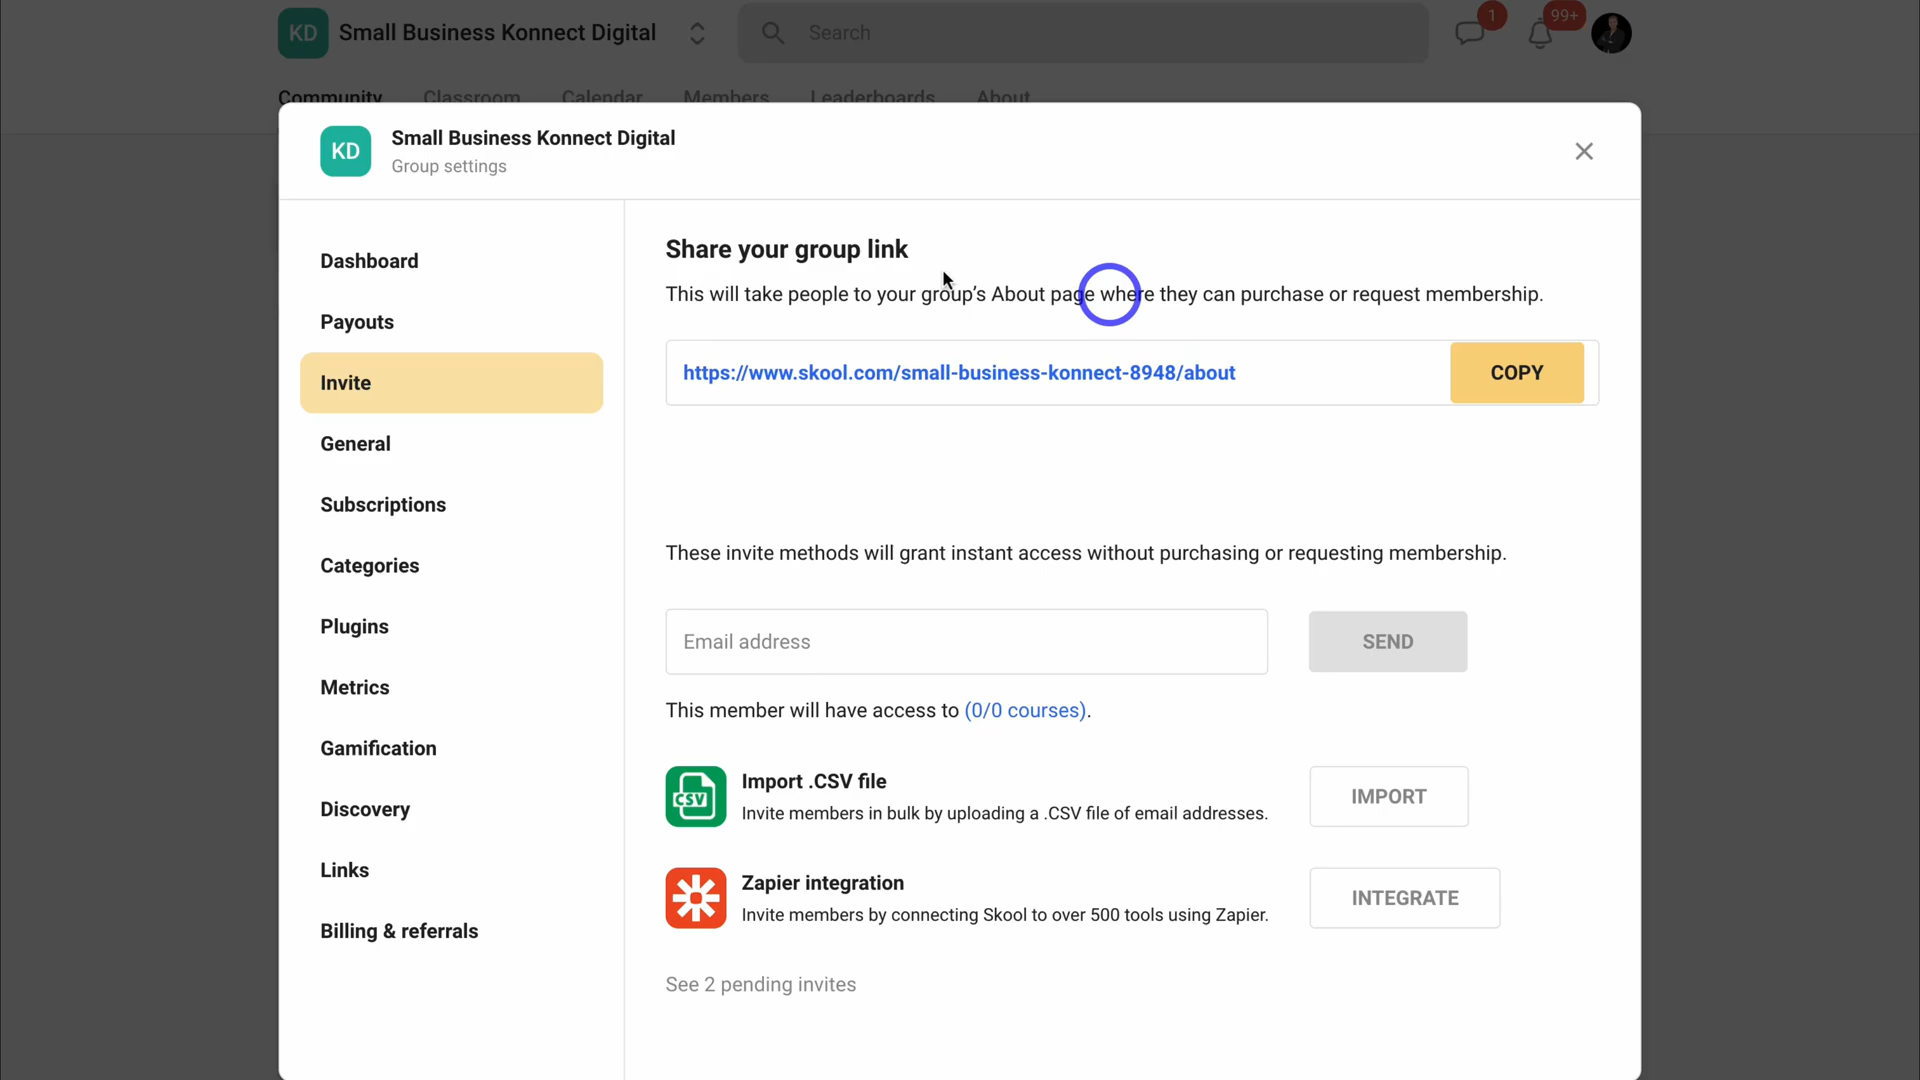 KD Small Business Konnect Digital
Search
1
99+
Community Classroom Calendar Members Leaderboards About
KD
Small Business Konnect Digital
Group settings
Dashboard
Payouts
Invite
General
Subscriptions
Categories
Plugins
Metrics
Gamification
Discovery
Links
Billing & referrals
Share your group link
This will take people to your group's About page where they can purchase or request membership.
https://www.skool.com/small-business-konnect-8948/about
COPY
These invite methods will grant instant access without purchasing or requesting membership.
Email address
SEND
This member will have access to (0/0 courses).
CSV
Import .CSV file
Invite members in bulk by uploading a .CSV file of email addresses.
IMPORT
Zapier integration
Invite members by connecting Skool to over 500 tools using Zapier.
INTEGRATE
See 2 pending invites